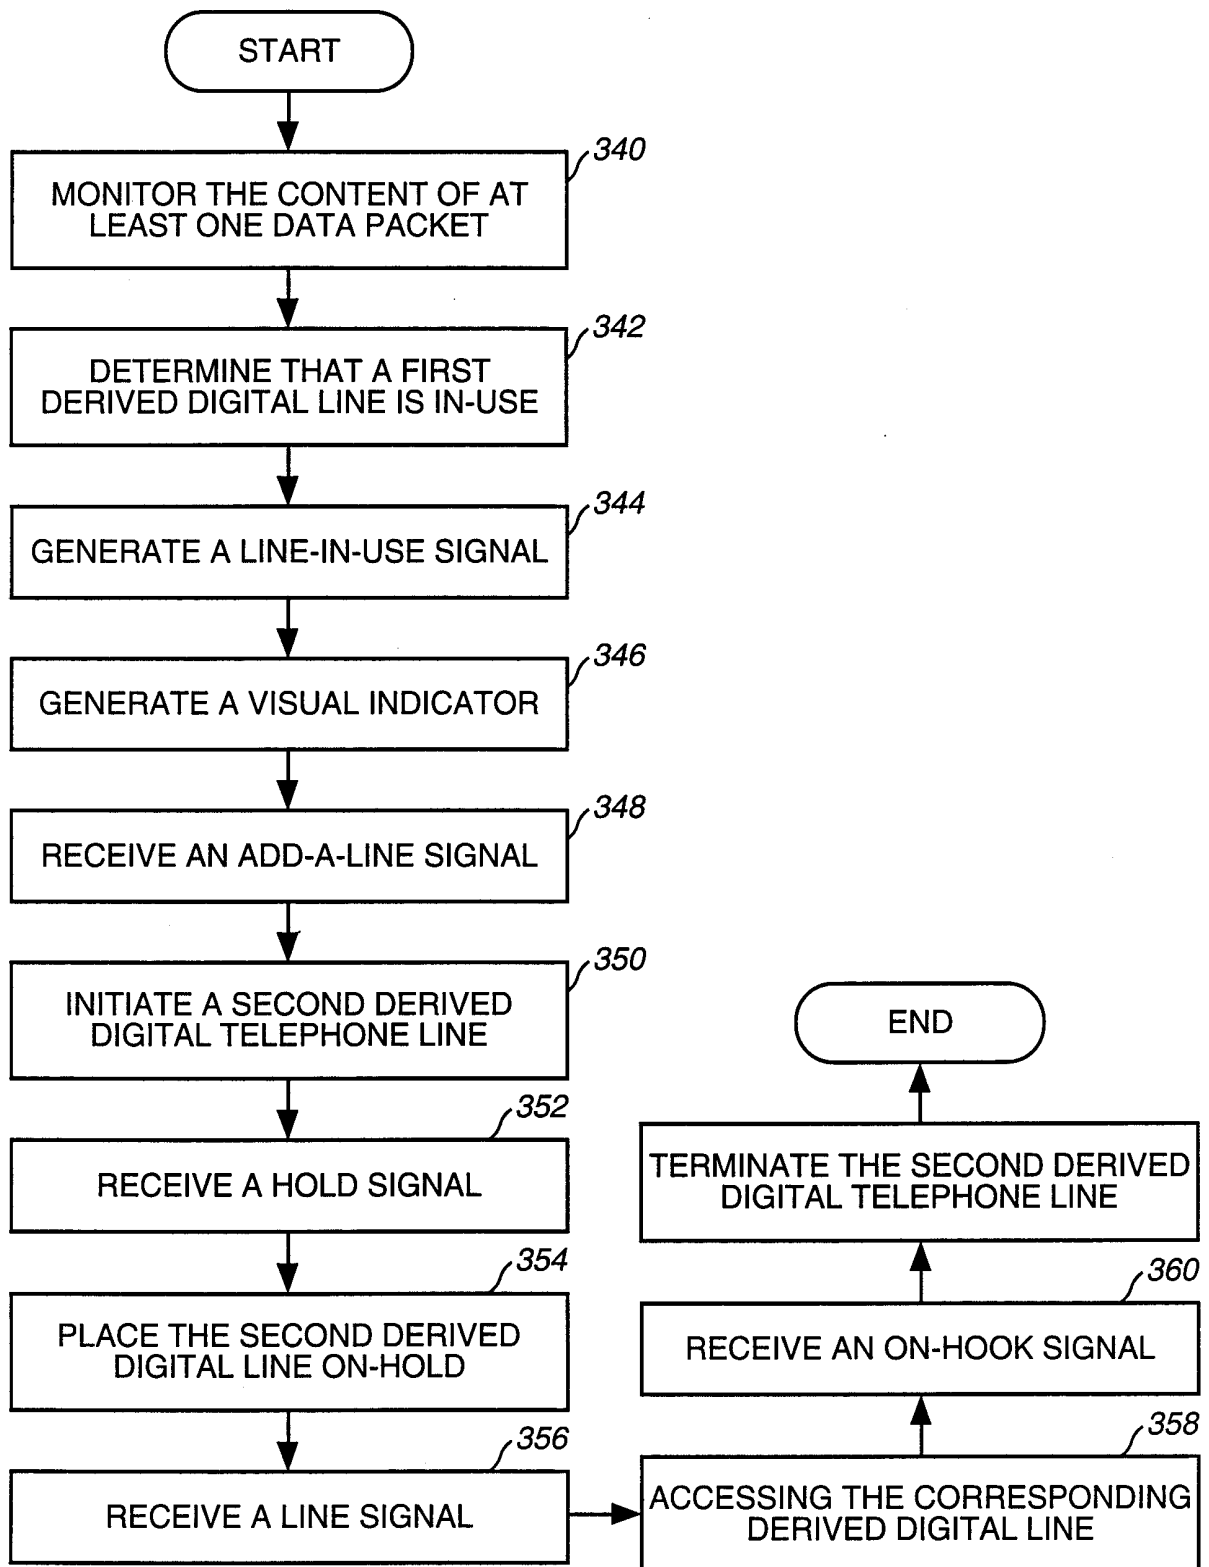 START
340
MONITOR THE CONTENT OF AT
LEAST ONE DATA PACKET
342
DETERMINE THAT A FIRST
DERIVED DIGITAL LINE IS IN-USE
344
GENERATE A LINE-IN-USE SIGNAL
346
GENERATE A VISUAL INDICATOR
348
RECEIVE AN ADD-A-LINE SIGNAL
350
INITIATE A SECOND DERIVED
DIGITAL TELEPHONE LINE
352
RECEIVE A HOLD SIGNAL
354
PLACE THE SECOND DERIVED
DIGITAL LINE ON-HOLD
356
RECEIVE A LINE SIGNAL
358
ACCESSING THE CORRESPONDING
DERIVED DIGITAL LINE
360
RECEIVE AN ON-HOOK SIGNAL
TERMINATE THE SECOND DERIVED
DIGITAL TELEPHONE LINE
END